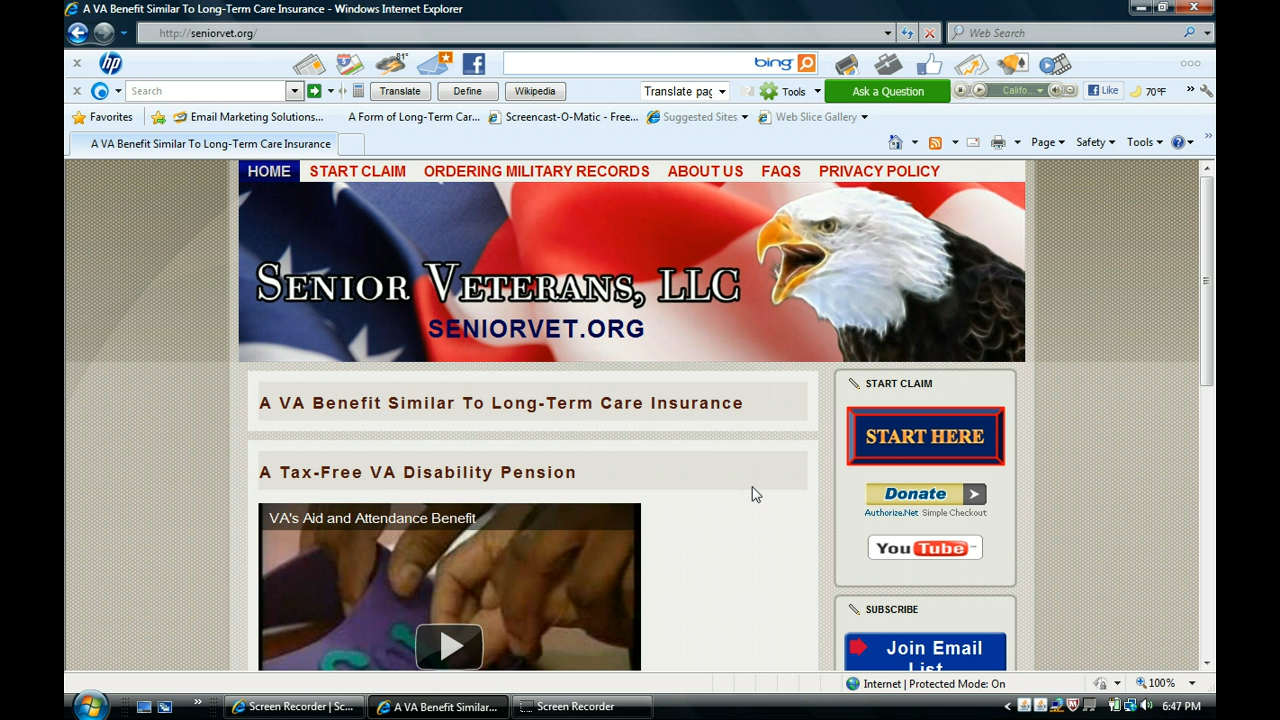 A VA Benefit Similar To Long-Term Care Insurance - Windows Internet Explorer
http://seniorvet.org/
Web Search
hp
81°
bing
Search
Translate
Define
Wikipedia
Translate pag
Tools
Ask a Question
Califo...
Like
70°F
Favorites
Email Marketing Solutions...
A Form of Long-Term Car...
Screencast-O-Matic - Free...
Suggested Sites
Web Slice Gallery
A VA Benefit Similar To Long-Term Care Insurance
Page
Safety
Tools
HOME
START CLAIM
ORDERING MILITARY RECORDS
ABOUT US
FAQS
PRIVACY POLICY
SENIOR VETERANS, LLC
SENIORVET.ORG
A VA Benefit Similar To Long-Term Care Insurance
A Tax-Free VA Disability Pension
VA's Aid and Attendance Benefit
START CLAIM
START HERE
Donate
Authorize.Net Simple Checkout
You Tube
SUBSCRIBE
Join Email
List
Internet | Protected Mode: On
100%
Screen Recorder | Sc...
A VA Benefit Similar...
Screen Recorder
6:47 PM